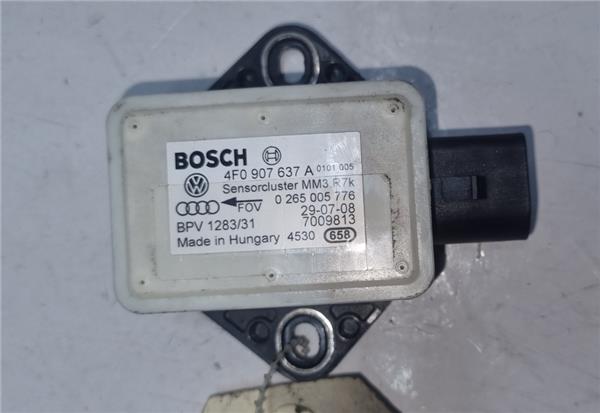 BOSCH
4F0 907 637 A 0101 005
Sensorcluster MM3 R7k
FOV 0 265 005 776
29-07-08
BPV 1283/31 7009813
Made in Hungary 4530 658